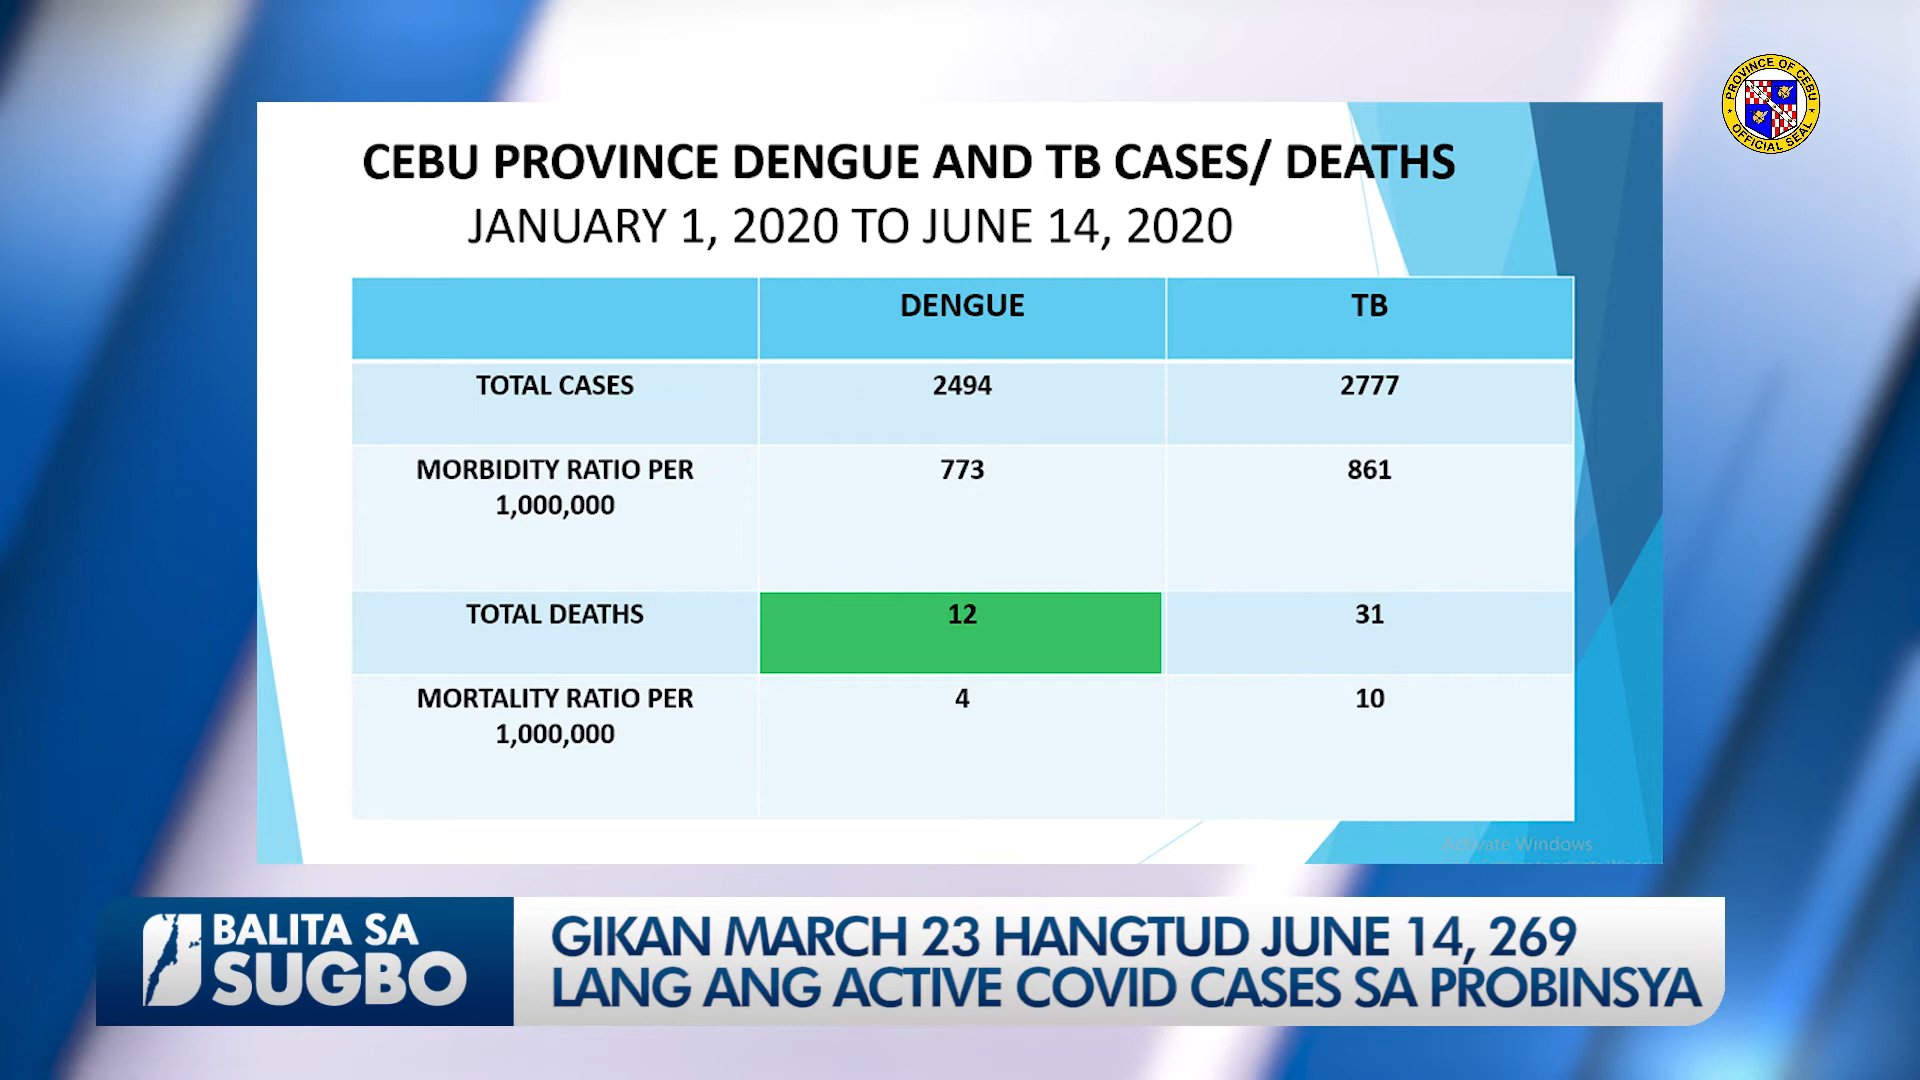 PROVINCE OF CEBU
OFFICIAL SEAL
CEBU PROVINCE DENGUE AND TB CASES/ DEATHS
JANUARY 1, 2020 TO JUNE 14, 2020
DENGUE TB
TOTAL CASES 2494 2777
MORBIDITY RATIO PER 773 861
1,000,000
TOTAL DEATHS 12 31
MORTALITY RATIO PER 4 10
1,000,000
Activate Windows
BALITA SA
SUGBO
GIKAN MARCH 23 HANGTUD JUNE 14, 269
LANG ANG ACTIVE COVID CASES SA PROBINSYA